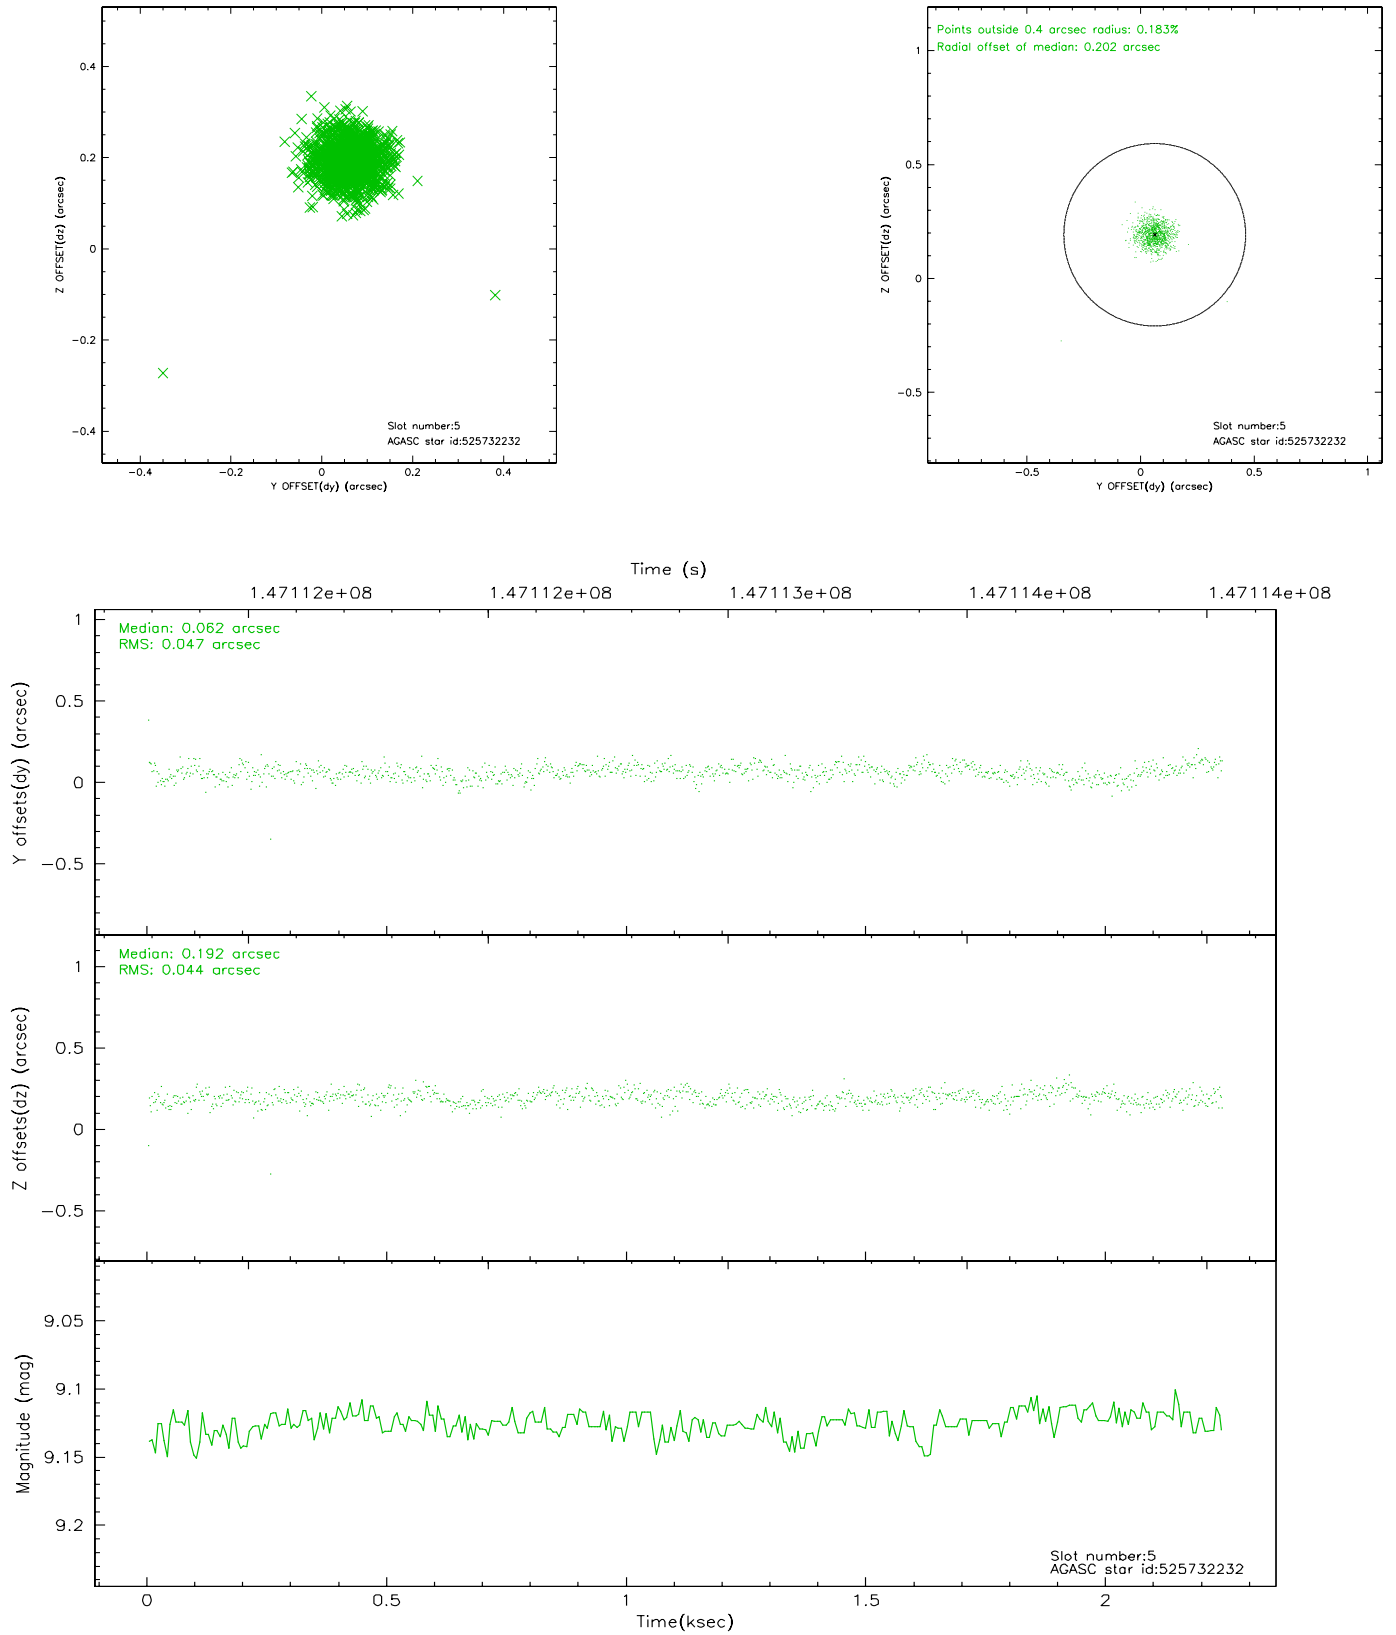 0.4
0.2
0
−0.2
−0.4
Z OFFSET(dz) (arcsec)
−0.4 −0.2 0 0.2 0.4
Y OFFSET(dy) (arcsec)
Slot number:5
AGASC star id:525732232
Points outside 0.4 arcsec radius: 0.183%
Radial offset of median: 0.202 arcsec
1
0.5
0
−0.5
Z OFFSET(dz) (arcsec)
−0.5 0 0.5 1
Y OFFSET(dy) (arcsec)
Slot number:5
AGASC star id:525732232
Time (s)
1.47112e+08 1.47112e+08 1.47113e+08 1.47114e+08 1.47114e+08
Median: 0.062 arcsec
RMS: 0.047 arcsec
1
0.5
0
−0.5
Y offsets(dy) (arcsec)
Median: 0.192 arcsec
RMS: 0.044 arcsec
1
0.5
0
−0.5
Z offsets(dz) (arcsec)
9.05
9.1
9.15
9.2
Magnitude (mag)
Slot number:5
AGASC star id:525732232
0 0.5 1 1.5 2
Time(ksec)